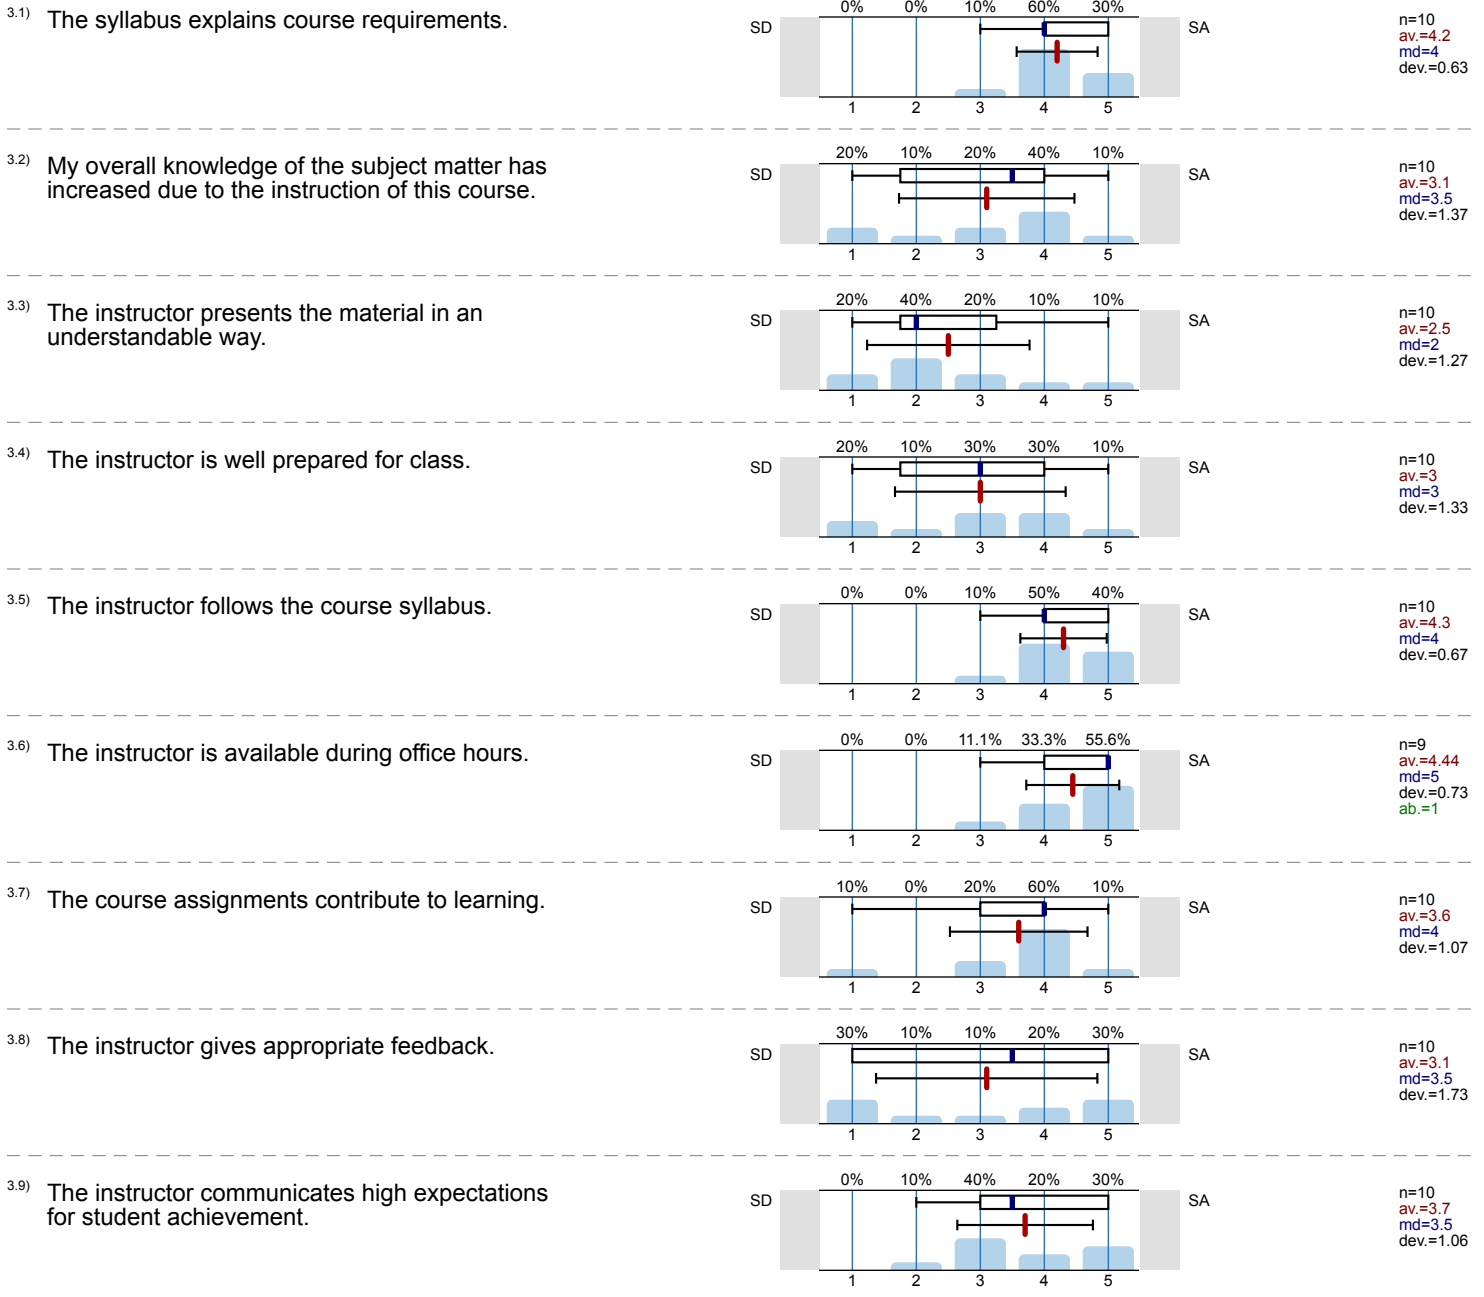 3.1) The syllabus explains course requirements.
0% 0% 10% 60% 30%
SD SA
1 2 3 4 5
n=10
av.=4.2
md=4
dev.=0.63
3.2) My overall knowledge of the subject matter has
increased due to the instruction of this course.
20% 10% 20% 40% 10%
SD SA
1 2 3 4 5
n=10
av.=3.1
md=3.5
dev.=1.37
3.3) The instructor presents the material in an
understandable way.
20% 40% 20% 10% 10%
SD SA
1 2 3 4 5
n=10
av.=2.5
md=2
dev.=1.27
3.4) The instructor is well prepared for class.
20% 10% 30% 30% 10%
SD SA
1 2 3 4 5
n=10
av.=3
md=3
dev.=1.33
3.5) The instructor follows the course syllabus.
0% 0% 10% 50% 40%
SD SA
1 2 3 4 5
n=10
av.=4.3
md=4
dev.=0.67
3.6) The instructor is available during office hours.
0% 0% 11.1% 33.3% 55.6%
SD SA
1 2 3 4 5
n=9
av.=4.44
md=5
dev.=0.73
ab.=1
3.7) The course assignments contribute to learning.
10% 0% 20% 60% 10%
SD SA
1 2 3 4 5
n=10
av.=3.6
md=4
dev.=1.07
3.8) The instructor gives appropriate feedback.
30% 10% 10% 20% 30%
SD SA
1 2 3 4 5
n=10
av.=3.1
md=3.5
dev.=1.73
3.9) The instructor communicates high expectations
for student achievement.
0% 10% 40% 20% 30%
SD SA
1 2 3 4 5
n=10
av.=3.7
md=3.5
dev.=1.06